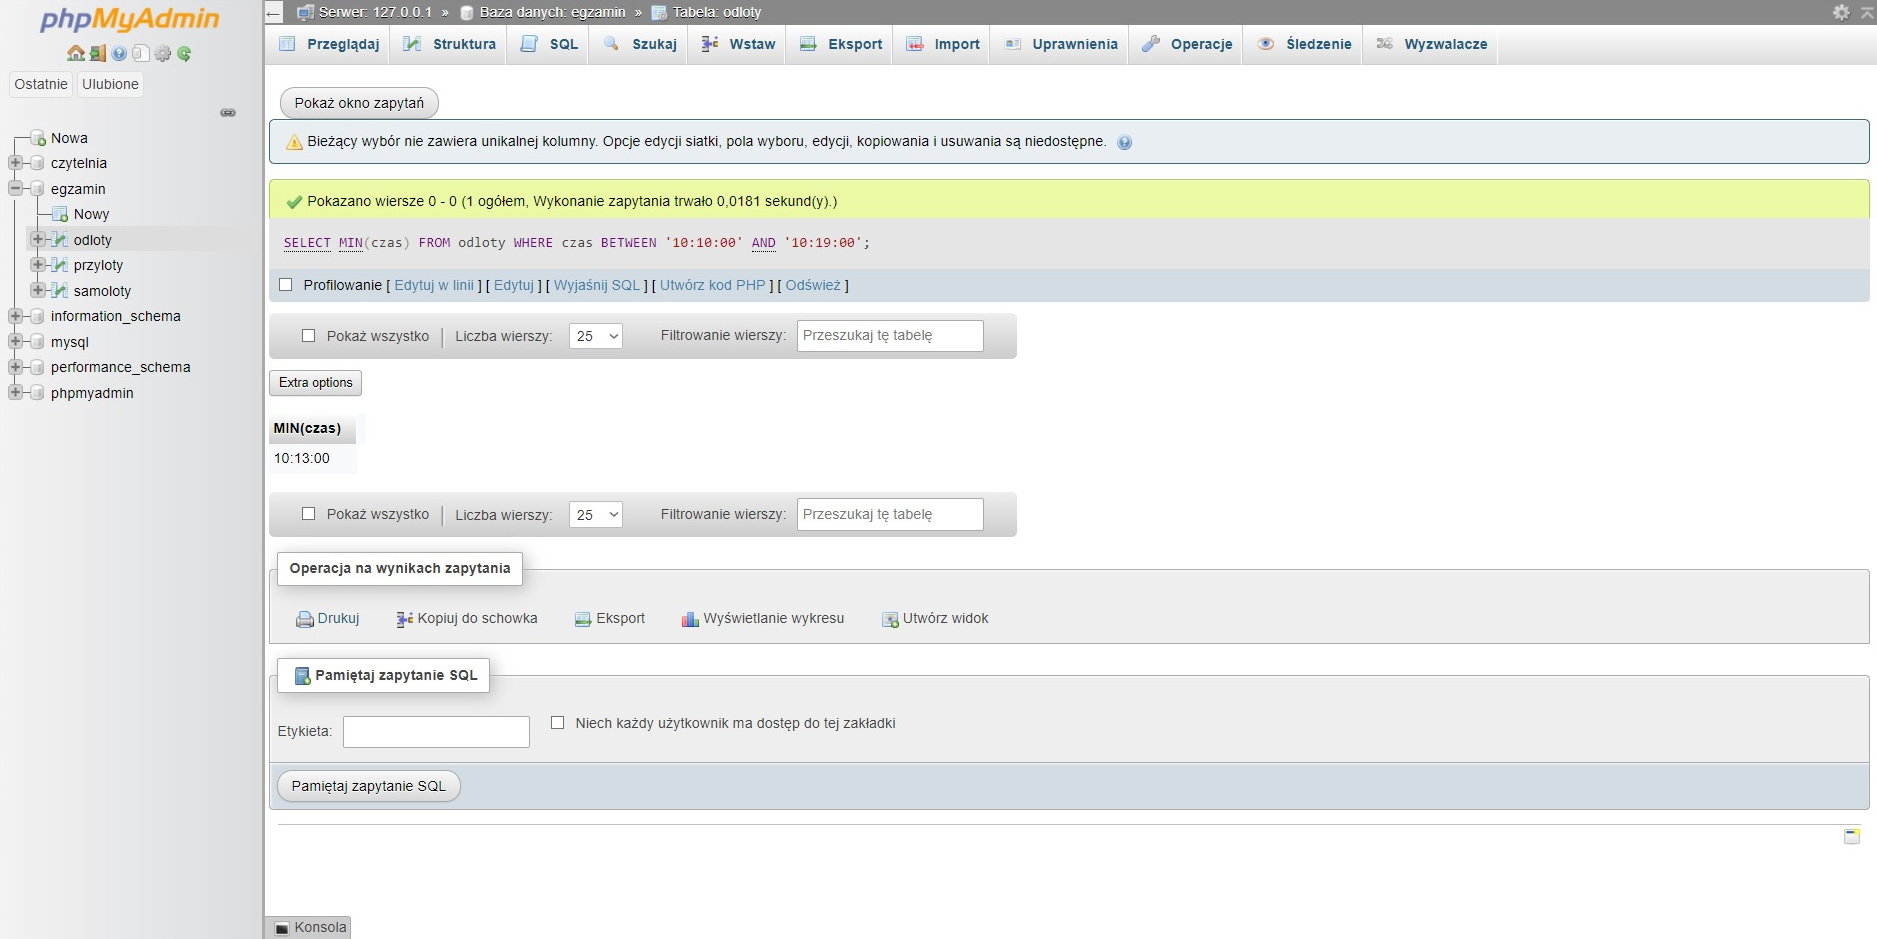 phpMyAdmin
Ostatnie Ulubione
Nowa
czytelnia
egzamin
Nowy
odloty
przyloty
samoloty
information_schema
mysql
performance_schema
phpmyadmin
Serwer: 127.0.0.1 » Baza danych: egzamin » Tabela: odloty
Przeglądaj Struktura SQL Szukaj Wstaw Eksport Import Uprawnienia Operacje Śledzenie Wyzwalacze
Pokaż okno zapytań
Bieżący wybór nie zawiera unikalnej kolumny. Opcje edycji siatki, pola wyboru, edycji, kopiowania i usuwania są niedostępne.
Pokazano wiersze 0 - 0 (1 ogółem, Wykonanie zapytania trwało 0,0181 sekund(y).)
SELECT MIN(czas) FROM odloty WHERE czas BETWEEN '10:10:00' AND '10:19:00';
Profilowanie [ Edytuj w linii ] [ Edytuj ] [ Wyjaśnij SQL ] [ Utwórz kod PHP ] [ Odśwież ]
Pokaż wszystko | Liczba wierszy: 25 Filtrowanie wierszy: Przeszukaj tę tabelę
Extra options
MIN(czas)
10:13:00
Pokaż wszystko | Liczba wierszy: 25 Filtrowanie wierszy: Przeszukaj tę tabelę
Operacja na wynikach zapytania
Drukuj Kopiuj do schowka Eksport Wyświetlanie wykresu Utwórz widok
Pamiętaj zapytanie SQL
Etykieta: Niech każdy użytkownik ma dostęp do tej zakładki
Pamiętaj zapytanie SQL
Konsola